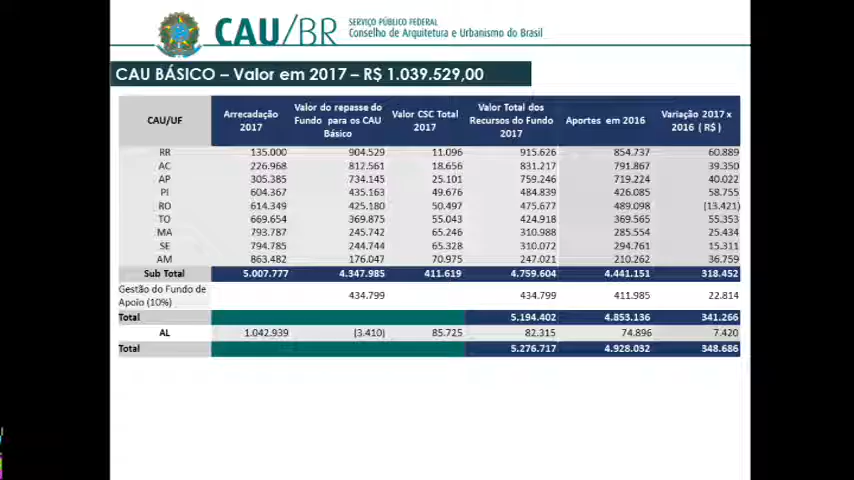 CAU/BR
SERVIÇO PÚBLICO FEDERAL
Conselho de Arquitetura e Urbanismo do Brasil
CAU BÁSICO – Valor em 2017 – R$ 1.039.529,00
CAU/UF Arrecadação 2017 Valor do repasse do Fundo para os CAU Básico Valor CSC Total 2017 Valor Total dos Recursos do Fundo 2017 Aportes em 2016 Variação 2017 x 2016 ( R$ )
RR 135.000 904.529 11.096 915.626 854.737 60.889
AC 226.968 812.561 18.656 831.217 791.867 39.350
AP 305.385 734.145 25.101 759.246 719.224 40.022
PI 604.367 435.163 49.676 484.839 426.085 58.755
RO 614.349 425.180 50.497 475.677 489.098 (13.421)
TO 669.654 369.875 55.043 424.918 369.565 55.353
MA 793.787 245.742 65.246 310.988 285.554 25.434
SE 794.785 244.744 65.328 310.072 294.761 15.311
AM 863.482 176.047 70.975 247.021 210.262 36.759
Sub Total 5.007.777 4.347.985 411.619 4.759.604 4.441.151 318.452
Gestão do Fundo de Apoio (10%) 434.799 434.799 411.985 22.814
Total 5.194.402 4.853.136 341.266
AL 1.042.939 (3.410) 85.725 82.315 74.896 7.420
Total 5.276.717 4.928.032 348.686